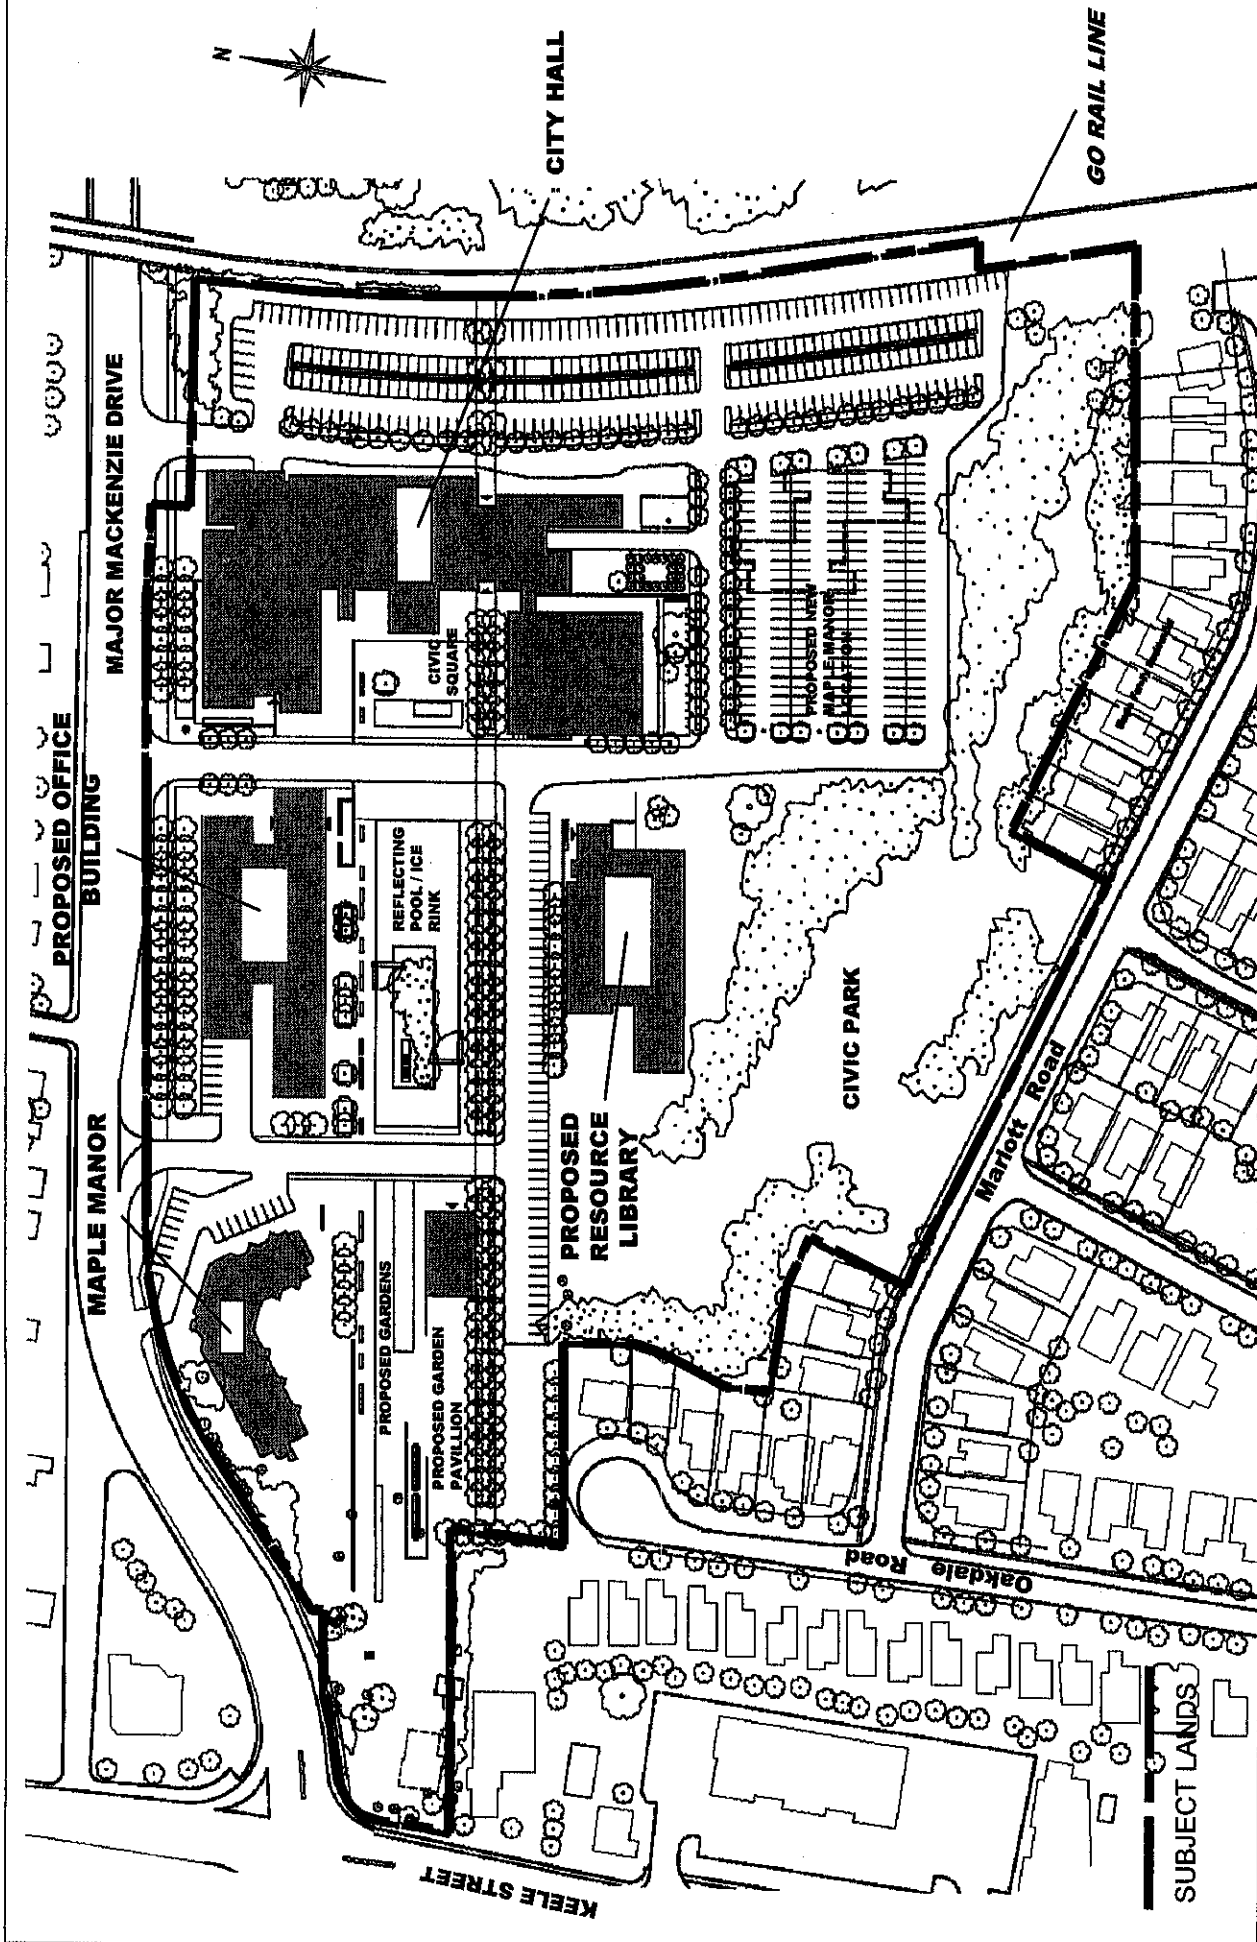 N
CITY HALL
GO RAIL LINE
MAJOR MACKENZIE DRIVE
PROPOSED OFFICE
BUILDING
MAPLE MANOR
CIVIC
SQUARE
PROPOSED NEW
MAPLE MANOR
LOCATION
REFLECTING
POOL / ICE
RINK
PROPOSED
RESOURCE
LIBRARY
CIVIC PARK
PROPOSED GARDENS
PROPOSED GARDEN
PAVILLION
Marlott Road
Oakdale Road
KEELE STREET
SUBJECT LANDS